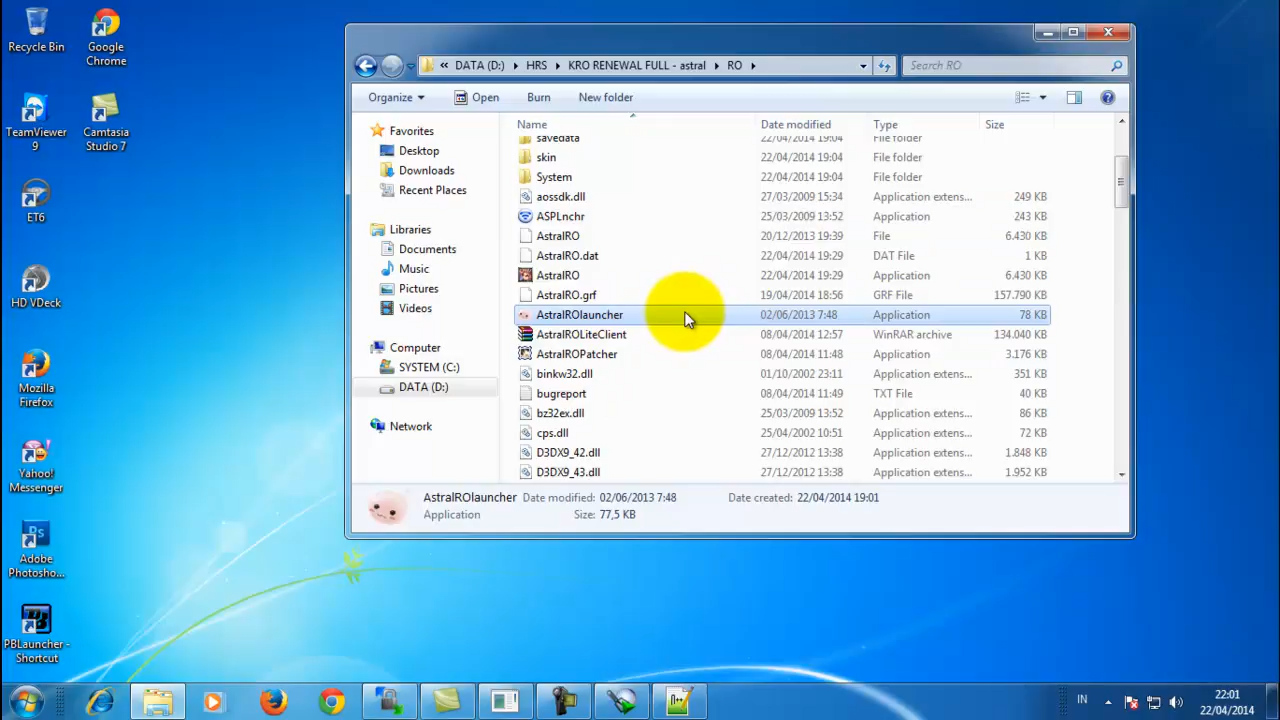 Recycle Bin
Google
Chrome
TeamViewer
9
Camtasia
Studio 7
ET6
HD VDeck
Mozilla
Firefox
Yahoo!
Messenger
Adobe
Photosho...
PBLauncher -
Shortcut
« DATA (D:) HRS KRO RENEWAL FULL - astral RO
Search RO
Organize Open Burn New folder
Favorites
Desktop
Downloads
Recent Places
Libraries
Documents
Music
Pictures
Videos
Computer
SYSTEM (C:)
DATA (D:)
Network
Name Date modified Type Size
savedata 22/04/2014 19:04 File folder
skin 22/04/2014 19:04 File folder
System 22/04/2014 19:04 File folder
aossdk.dll 27/03/2009 15:34 Application extens... 249 KB
ASPLnchr 25/03/2009 13:52 Application 243 KB
AstralRO 20/12/2013 19:39 File 6.430 KB
AstralRO.dat 22/04/2014 19:29 DAT File 1 KB
AstralRO 22/04/2014 19:29 Application 6.430 KB
AstralRO.grf 19/04/2014 18:56 GRF File 157.790 KB
AstralROlauncher 02/06/2013 7:48 Application 78 KB
AstralROLiteClient 08/04/2014 12:57 WinRAR archive 134.040 KB
AstralROPatcher 08/04/2014 11:48 Application 3.176 KB
binkw32.dll 01/10/2002 23:11 Application extens... 351 KB
bugreport 08/04/2014 11:49 TXT File 40 KB
bz32ex.dll 25/03/2009 13:52 Application extens... 86 KB
cps.dll 25/04/2002 10:51 Application extens... 72 KB
D3DX9_42.dll 27/12/2012 13:38 Application extens... 1.848 KB
D3DX9_43.dll 27/12/2012 13:38 Application extens... 1.952 KB
AstralROlauncher Date modified: 02/06/2013 7:48 Date created: 22/04/2014 19:01
Application Size: 77,5 KB
IN
22:01
22/04/2014